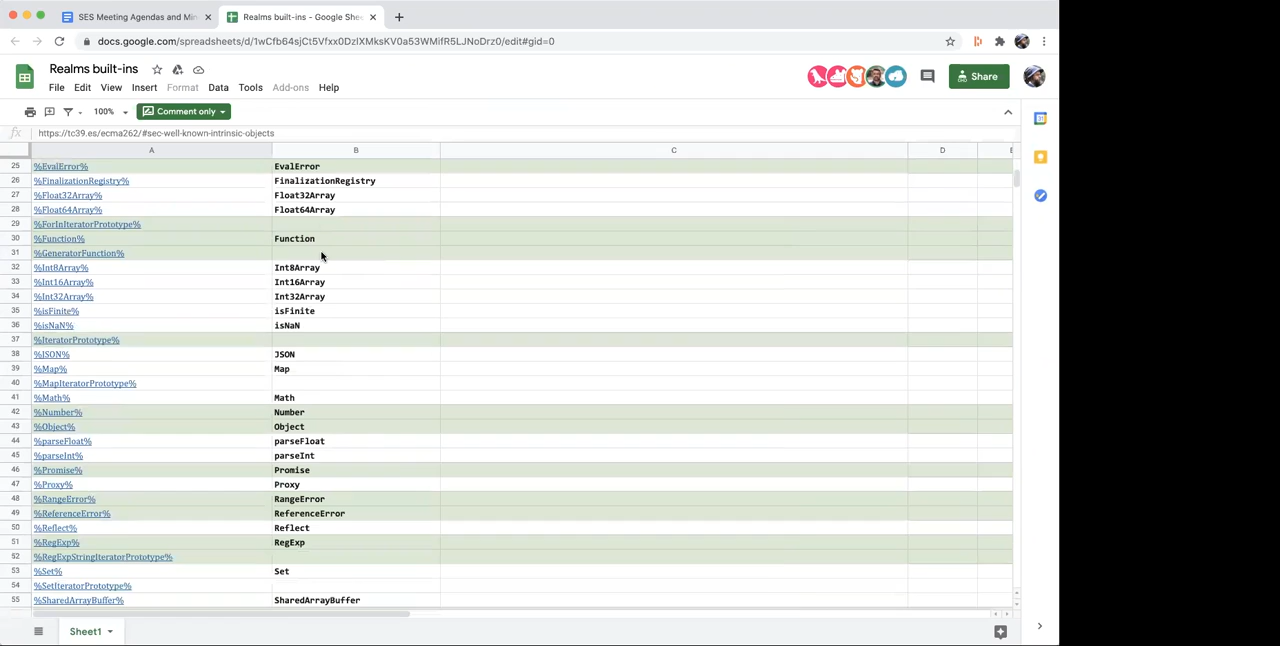 SES Meeting Agendas and Min
Realms built-ins - Google She
docs.google.com/spreadsheets/d/1wCfb64sjCt5Vfxx0DzlXMksKV0a53WMifR5LJNoDrz0/edit#gid=0
Realms built-ins
Share
File Edit View Insert Format Data Tools Add-ons Help
100% Comment only
fx https://tc39.es/ecma262/#sec-well-known-intrinsic-objects
A B C D E
25 %EvalError% EvalError
26 %FinalizationRegistry% FinalizationRegistry
27 %Float32Array% Float32Array
28 %Float64Array% Float64Array
29 %ForInIteratorPrototype%
30 %Function% Function
31 %GeneratorFunction%
32 %Int8Array% Int8Array
33 %Int16Array% Int16Array
34 %Int32Array% Int32Array
35 %isFinite% isFinite
36 %isNaN% isNaN
37 %IteratorPrototype%
38 %JSON% JSON
39 %Map% Map
40 %MapIteratorPrototype%
41 %Math% Math
42 %Number% Number
43 %Object% Object
44 %parseFloat% parseFloat
45 %parseInt% parseInt
46 %Promise% Promise
47 %Proxy% Proxy
48 %RangeError% RangeError
49 %ReferenceError% ReferenceError
50 %Reflect% Reflect
51 %RegExp% RegExp
52 %RegExpStringIteratorPrototype%
53 %Set% Set
54 %SetIteratorPrototype%
55 %SharedArrayBuffer% SharedArrayBuffer
Sheet1